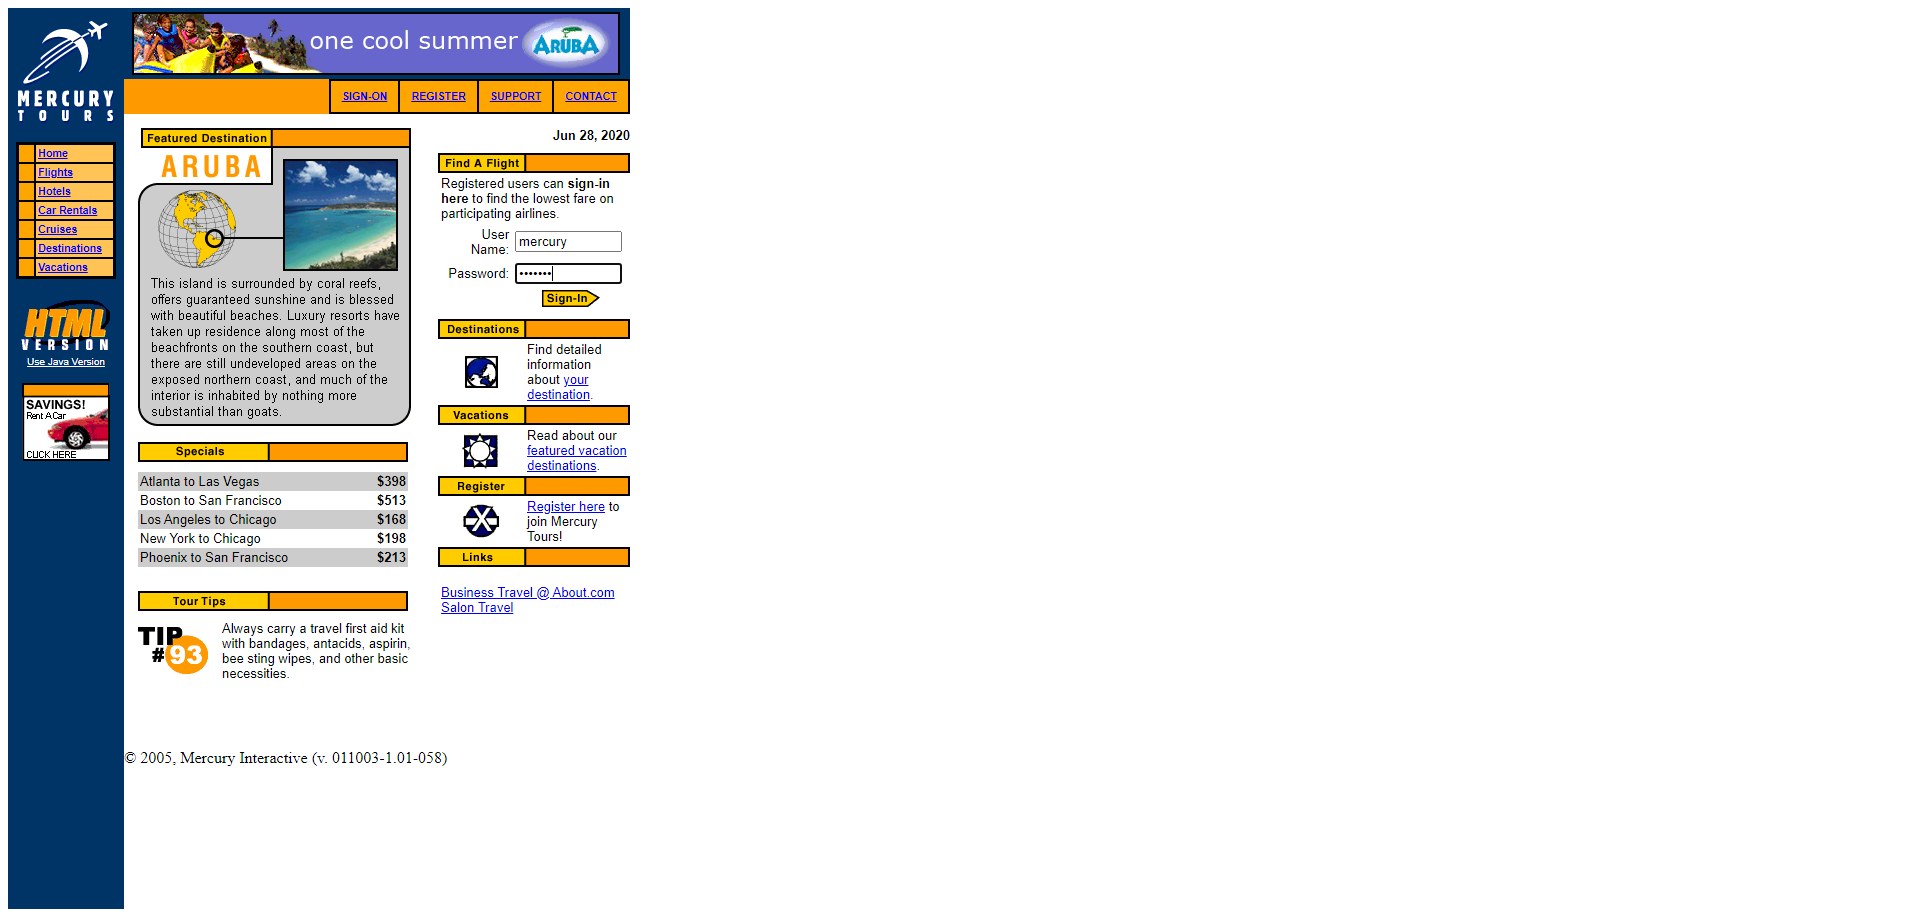 one cool summer ARUBA
MERCURY
TOURS
SIGN-ON REGISTER SUPPORT CONTACT
Home
Flights
Hotels
Car Rentals
Cruises
Destinations
Vacations
HTML
VERSION
Use Java Version
SAVINGS!
Rent A Car
CLICK HERE
Featured Destination
ARUBA
This island is surrounded by coral reefs,
offers guaranteed sunshine and is blessed
with beautiful beaches. Luxury resorts have
taken up residence along most of the
beachfronts on the southern coast, but
there are still undeveloped areas on the
exposed northern coast, and much of the
interior is inhabited by nothing more
substantial than goats.
Specials
Atlanta to Las Vegas $398
Boston to San Francisco $513
Los Angeles to Chicago $168
New York to Chicago $198
Phoenix to San Francisco $213
Tour Tips
TIP
#93
Always carry a travel first aid kit
with bandages, antacids, aspirin,
bee sting wipes, and other basic
necessities.
Jun 28, 2020
Find A Flight
Registered users can sign-in
here to find the lowest fare on
participating airlines.
User
Name: mercury
Password: •••••••
Sign-In
Destinations
Find detailed
information
about your
destination.
Vacations
Read about our
featured vacation
destinations.
Register
Register here to
join Mercury
Tours!
Links
Business Travel @ About.com
Salon Travel
© 2005, Mercury Interactive (v. 011003-1.01-058)